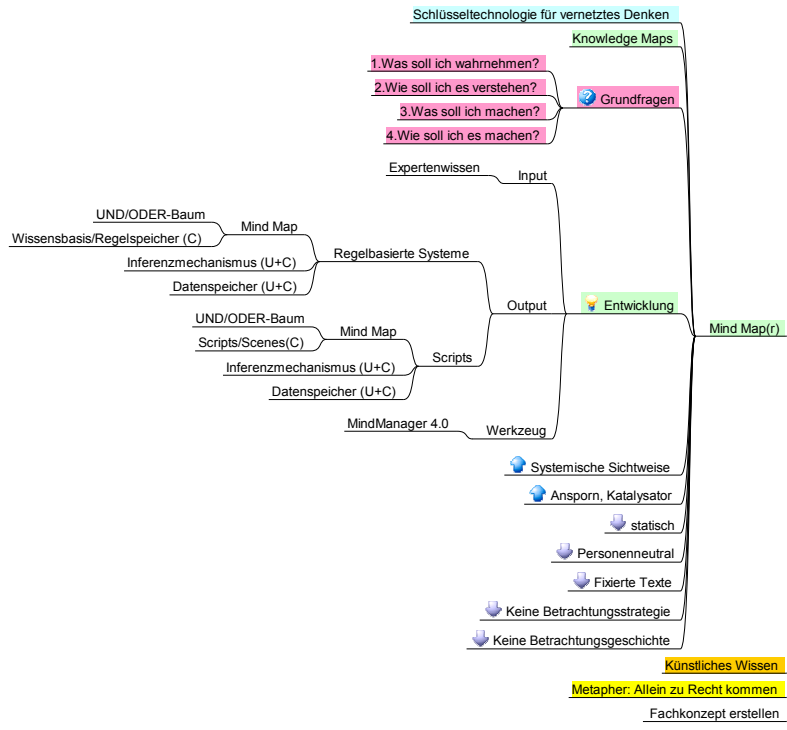 Schlüsseltechnologie für vernetztes Denken
Knowledge Maps
1.Was soll ich wahrnehmen?
2.Wie soll ich es verstehen?
Grundfragen
3.Was soll ich machen?
4.Wie soll ich es machen?
Expertenwissen
Input
UND/ODER-Baum
Mind Map
Wissensbasis/Regelspeicher (C)
Regelbasierte Systeme
Inferenzmechanismus (U+C)
Datenspeicher (U+C)
Output
Entwicklung
UND/ODER-Baum
Mind Map
Mind Map(r)
Scripts/Scenes(C)
Scripts
Inferenzmechanismus (U+C)
Datenspeicher (U+C)
MindManager 4.0
Werkzeug
Systemische Sichtweise
Ansporn, Katalysator
statisch
Personenneutral
Fixierte Texte
Keine Betrachtungsstrategie
Keine Betrachtungsgeschichte
Künstliches Wissen
Metapher: Allein zu Recht kommen
Fachkonzept erstellen